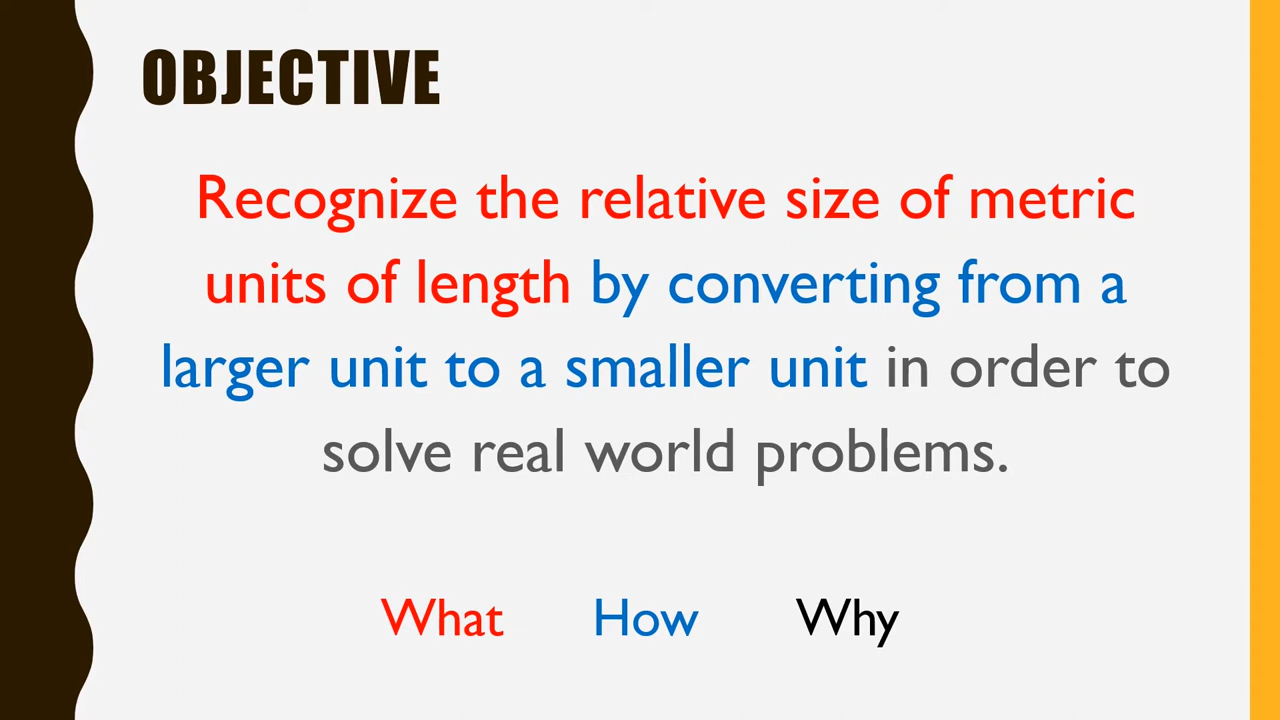 OBJECTIVE
Recognize the relative size of metric
units of length by converting from a
larger unit to a smaller unit in order to
solve real world problems.
What How Why